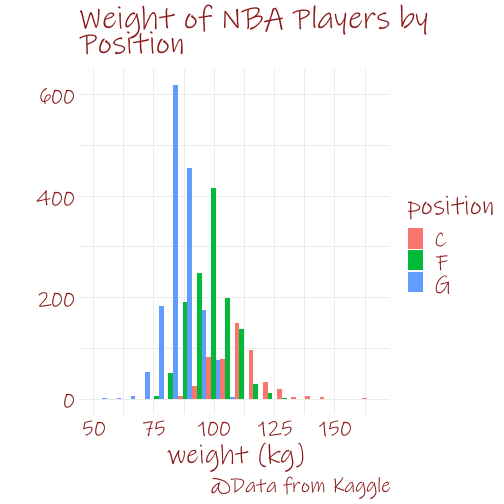 Weight of NBA Players by
Position
600
400
200
0
50 75 100 125 150
weight (kg)
position
C
F
G
@Data from Kaggle